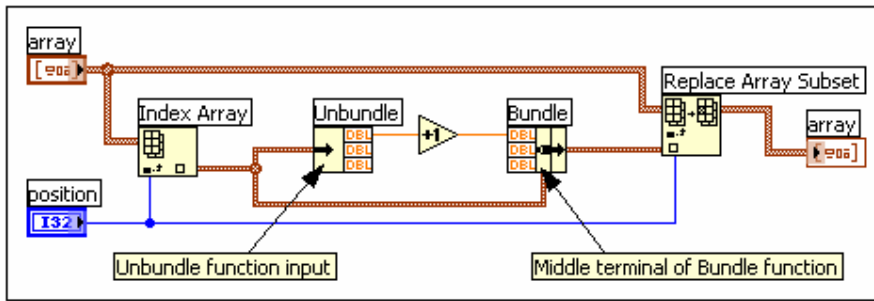 array
Index Array
Unbundle
+1
Bundle
Replace Array Subset
DBL
DBL
DBL
DBL
DBL
DBL
array
position
I32
Unbundle function input
Middle terminal of Bundle function